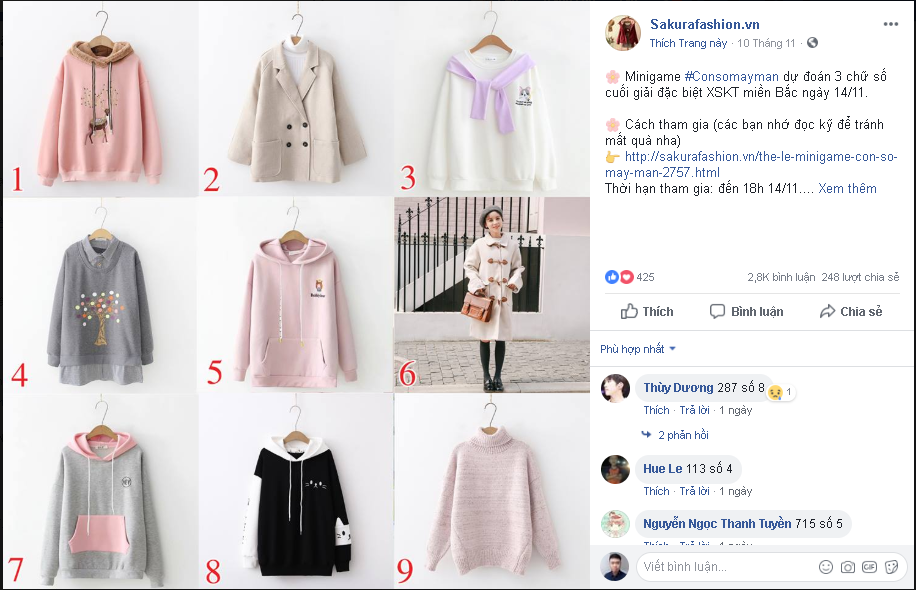 1
2
3
4
5
6
7
8
9
Sakurafashion.vn
Thích Trang này · 10 Tháng 11 ·
Minigame #Consomayman dự đoán 3 chữ số
cuối giải đặc biệt XSKT miền Bắc ngày 14/11.
Cách tham gia (các bạn nhớ đọc kỹ để tránh
mất quà nha)
http://sakurafashion.vn/the-le-minigame-con-so-
may-man-2757.html
Thời hạn tham gia: đến 18h 14/11.... Xem thêm
425
2,8K bình luận 248 lượt chia sẻ
Thích Bình luận Chia sẻ
Phù hợp nhất
Thùy Dương 287 số 8
1
Thích · Trả lời · 1 ngày
2 phản hồi
Hue Le 113 số 4
Thích · Trả lời · 1 ngày
Nguyễn Ngọc Thanh Tuyền 715 số 5
Thích · Trả lời · 1 ngày
Viết bình luận...
GIF